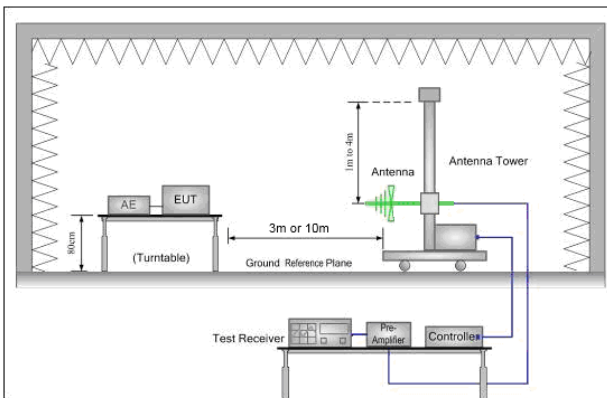 1m to 4m
Antenna
Antenna Tower
AE
EUT
3m or 10m
80cm
(Turntable)
Ground Reference Plane
Test Receiver
Pre-
Amplifier
Controller